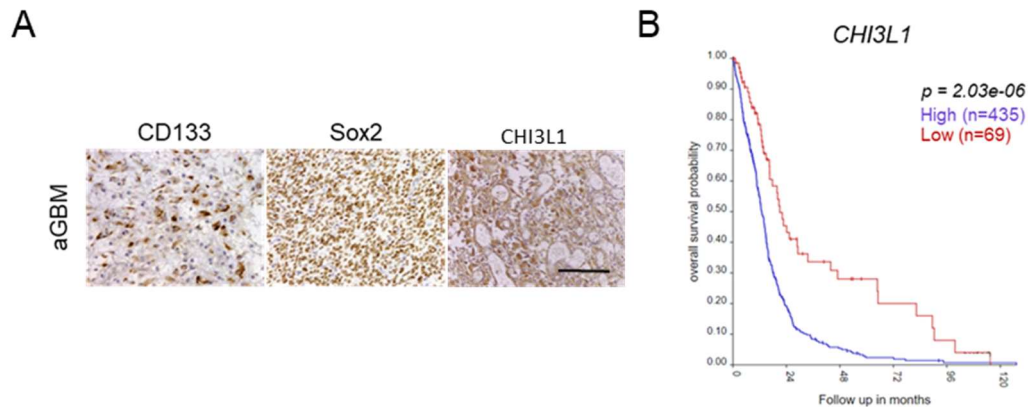 A
CD133
Sox2
CHI3L1
aGBM
B
CHI3L1
p = 2.03e-06
High (n=435)
Low (n=69)
overall survival probability
1.00
0.90
0.80
0.70
0.60
0.50
0.40
0.30
0.20
0.10
0.00
0
24
48
72
96
120
Follow up in months